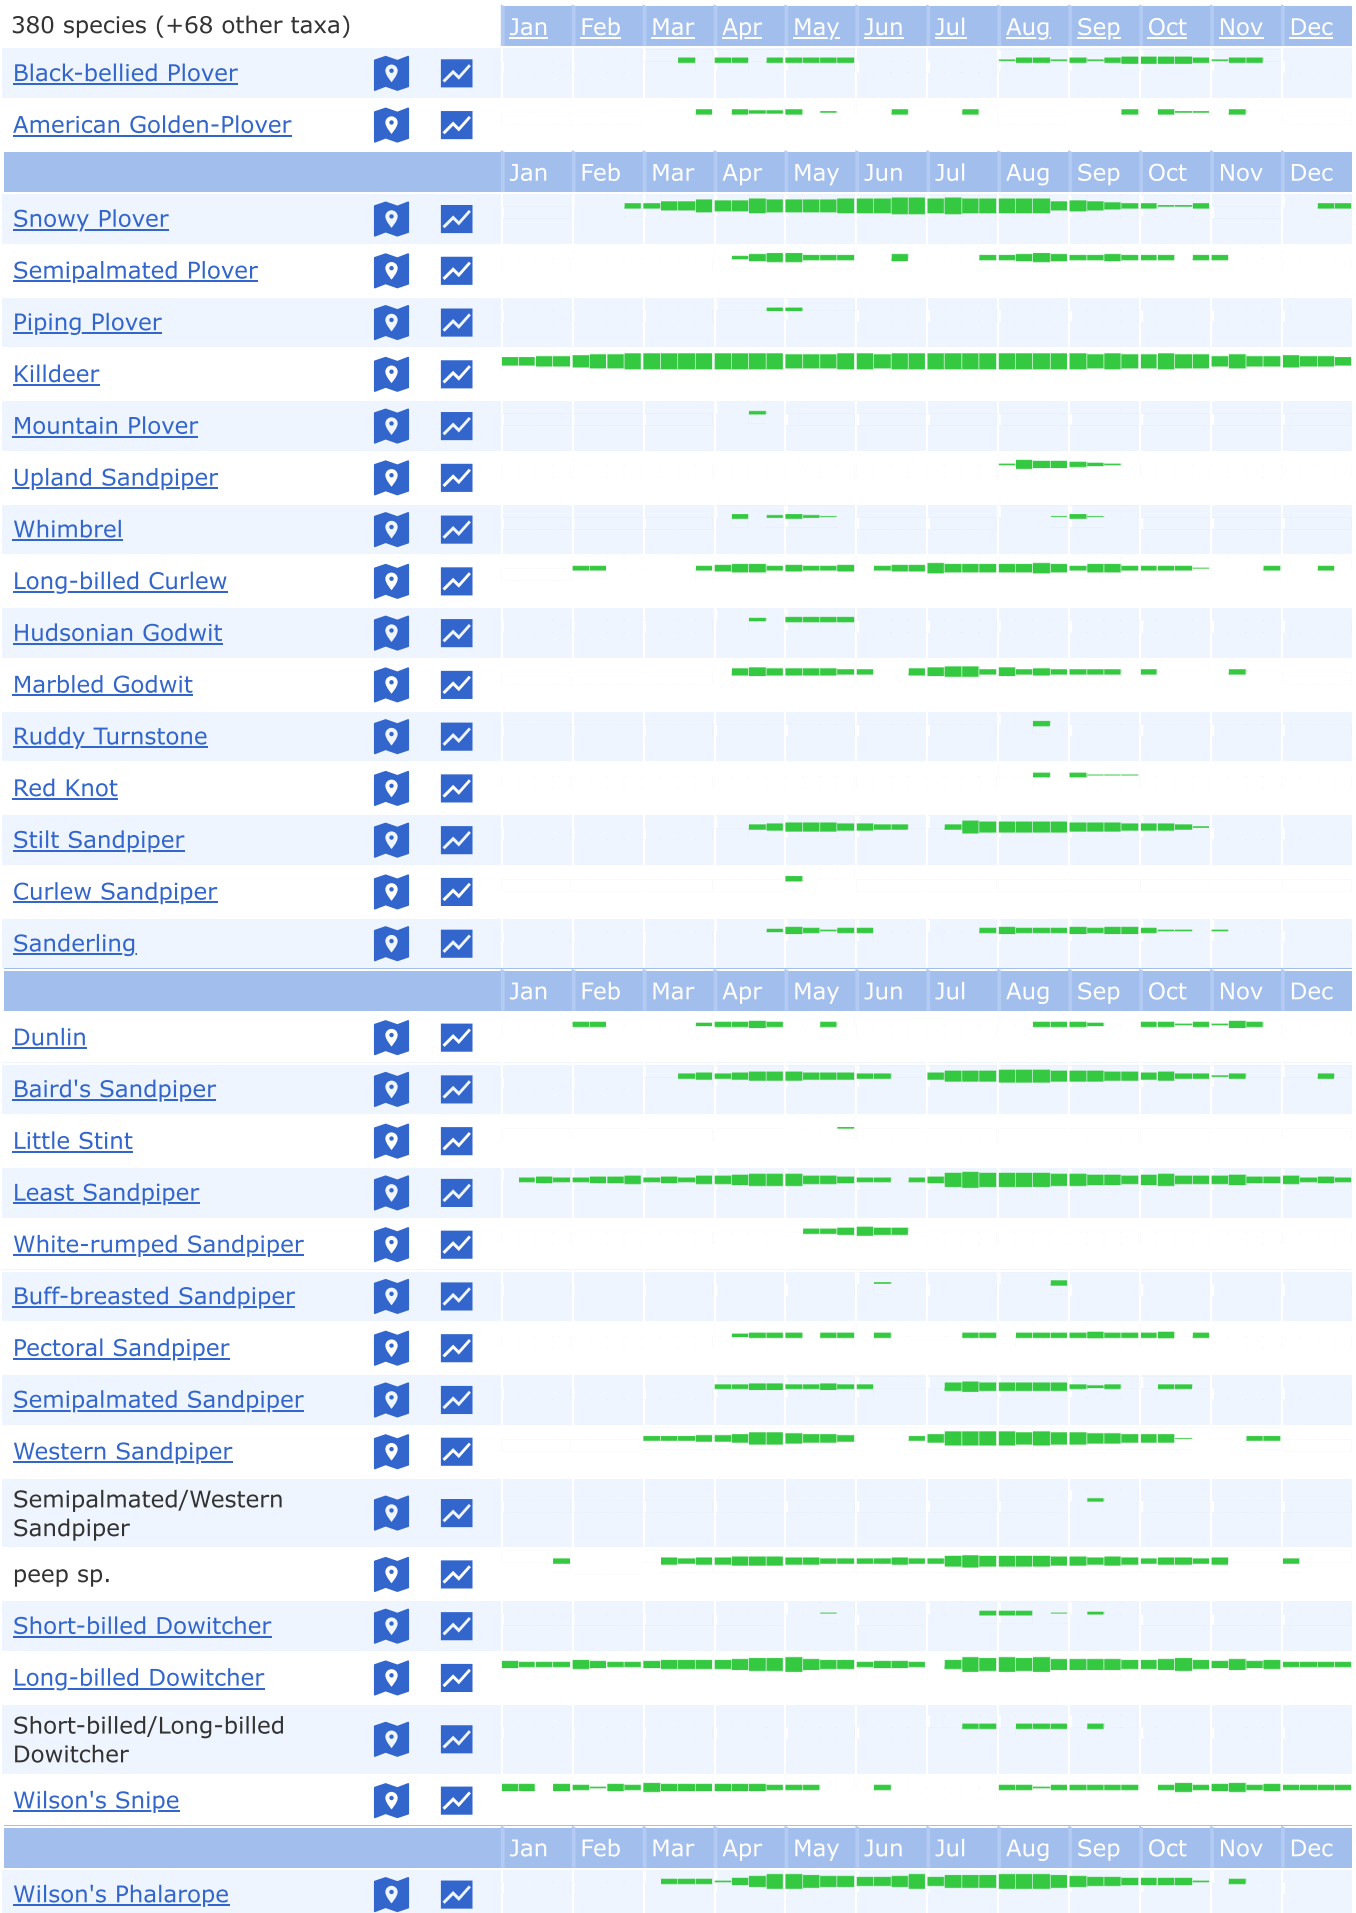 380 species (+68 other taxa) Jan Feb Mar Apr May Jun Jul Aug Sep Oct Nov Dec
Black-bellied Plover
American Golden-Plover
Jan Feb Mar Apr May Jun Jul Aug Sep Oct Nov Dec
Snowy Plover
Semipalmated Plover
Piping Plover
Killdeer
Mountain Plover
Upland Sandpiper
Whimbrel
Long-billed Curlew
Hudsonian Godwit
Marbled Godwit
Ruddy Turnstone
Red Knot
Stilt Sandpiper
Curlew Sandpiper
Sanderling
Jan Feb Mar Apr May Jun Jul Aug Sep Oct Nov Dec
Dunlin
Baird's Sandpiper
Little Stint
Least Sandpiper
White-rumped Sandpiper
Buff-breasted Sandpiper
Pectoral Sandpiper
Semipalmated Sandpiper
Western Sandpiper
Semipalmated/Western
Sandpiper
peep sp.
Short-billed Dowitcher
Long-billed Dowitcher
Short-billed/Long-billed
Dowitcher
Wilson's Snipe
Jan Feb Mar Apr May Jun Jul Aug Sep Oct Nov Dec
Wilson's Phalarope